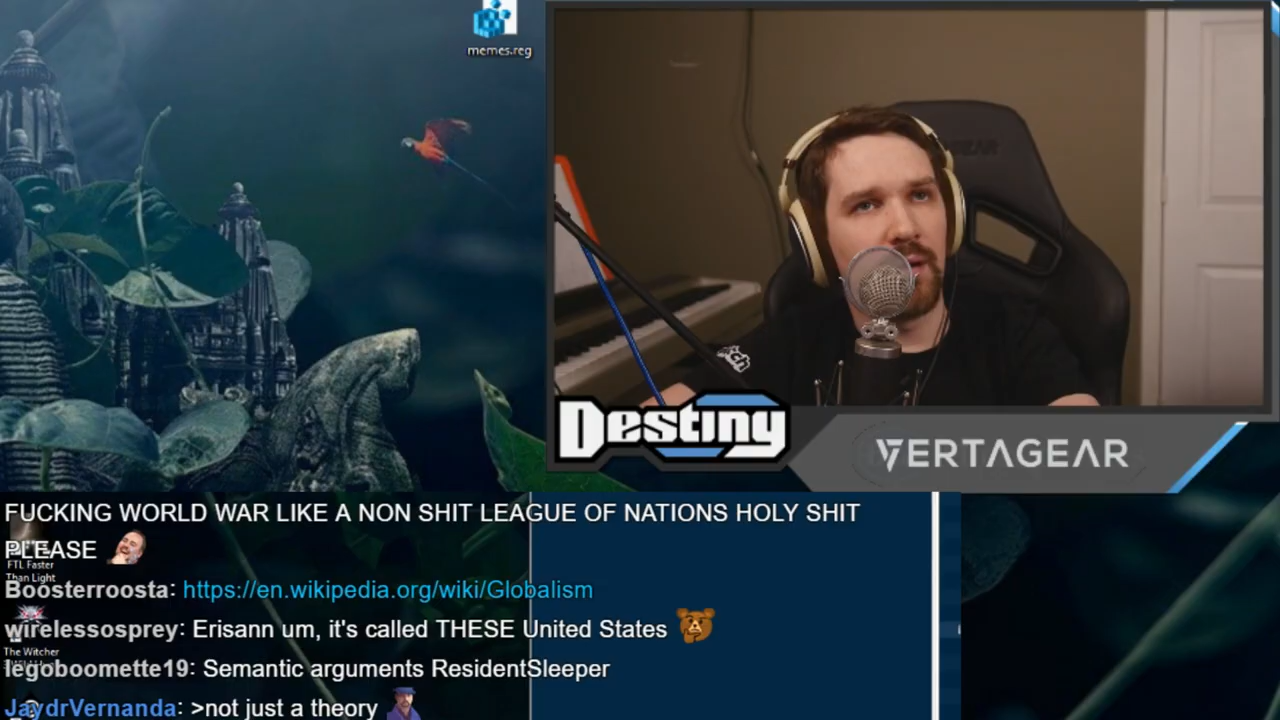 memes.reg
Destiny
VERTAGEAR
FUCKING WORLD WAR LIKE A NON SHIT LEAGUE OF NATIONS HOLY SHIT
PLEASE
FTL Faster
Than Light
Boosterroosta: https://en.wikipedia.org/wiki/Globalism
wirelessosprey: Erisann um, it's called THESE United States
The Witcher
legoboomette19: Semantic arguments ResidentSleeper
JaydrVernanda: >not just a theory